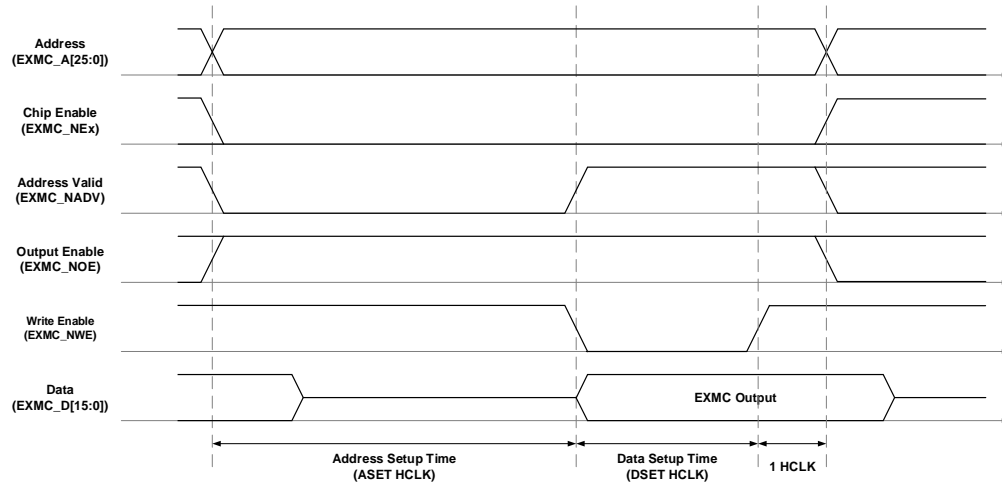 Address
(EXMC_A[25:0])
Chip Enable
(EXMC_NEx)
Address Valid
(EXMC_NADV)
Output Enable
(EXMC_NOE)
Write Enable
(EXMC_NWE)
Data
(EXMC_D[15:0])
EXMC Output
Address Setup Time
(ASET HCLK)
Data Setup Time
(DSET HCLK)
1 HCLK